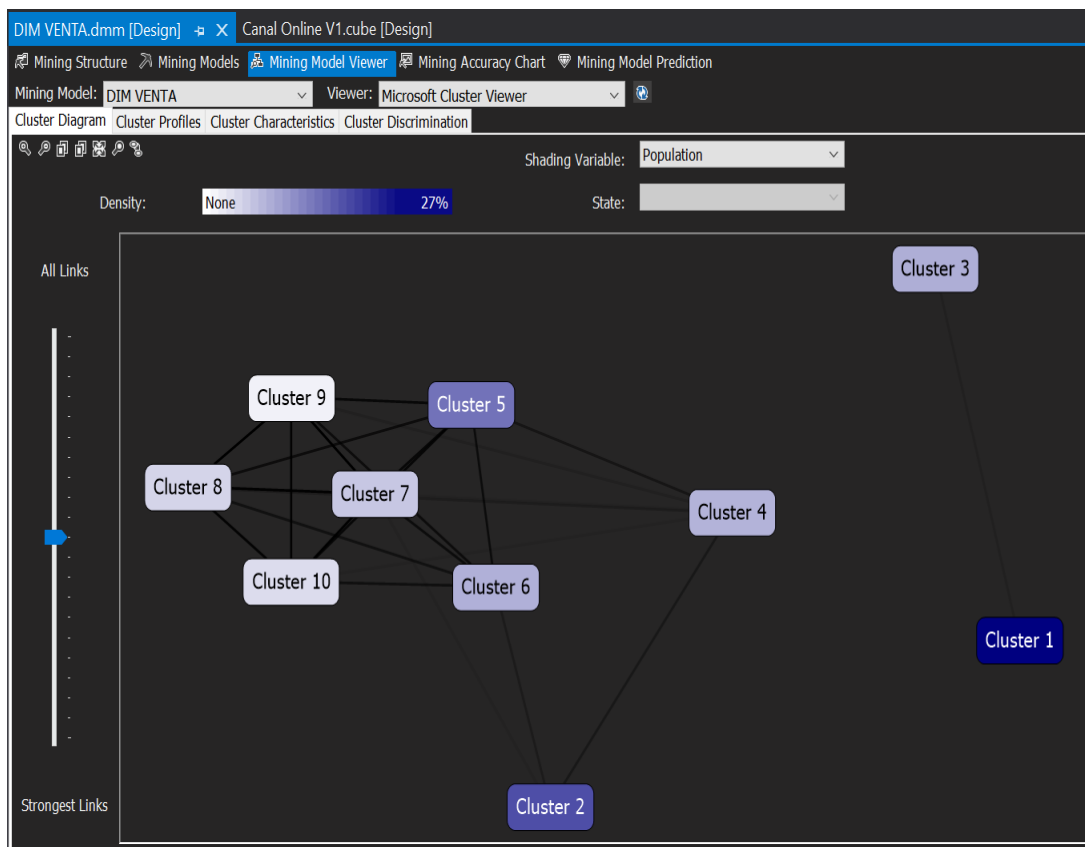 DIM VENTA.dmm [Design] X Canal Online V1.cube [Design]
Mining Structure Mining Models Mining Model Viewer Mining Accuracy Chart Mining Model Prediction
Mining Model: DIM VENTA Viewer: Microsoft Cluster Viewer
Cluster Diagram Cluster Profiles Cluster Characteristics Cluster Discrimination
Shading Variable: Population
Density: None 27% State:
All Links
Cluster 3
Cluster 9
Cluster 5
Cluster 8
Cluster 7
Cluster 4
Cluster 10
Cluster 6
Cluster 1
Strongest Links
Cluster 2